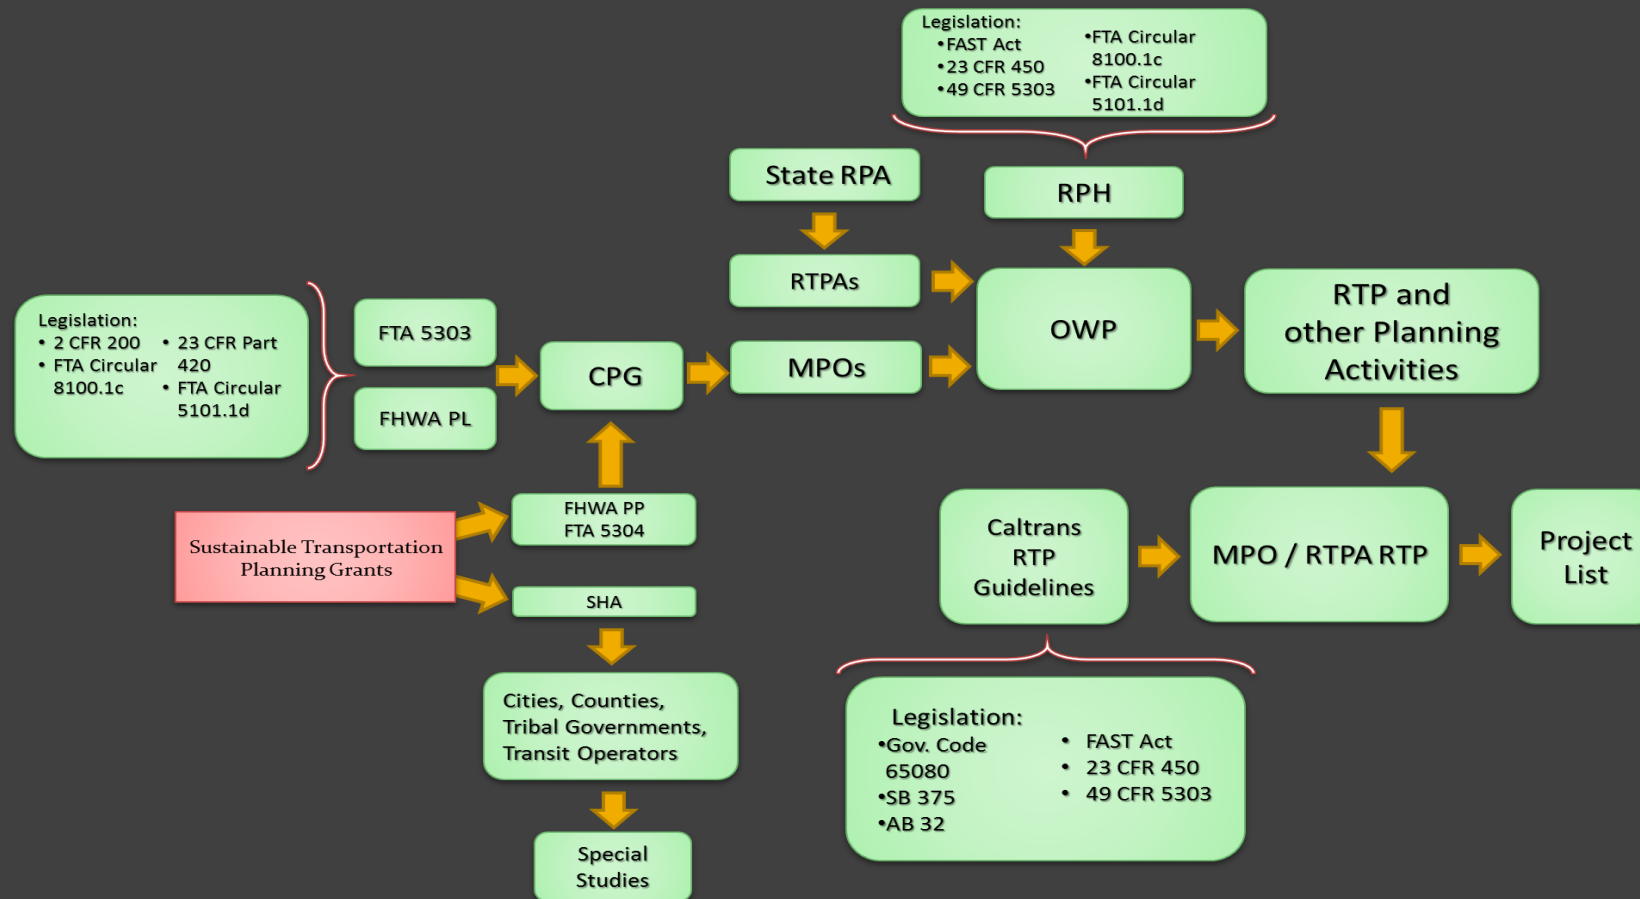 Legislation:
•FAST Act
•23 CFR 450
•49 CFR 5303
•FTA Circular
8100.1c
•FTA Circular
5101.1d
State RPA
RPH
RTPAs
OWP
RTP and
other Planning
Activities
Legislation:
• 2 CFR 200
• FTA Circular
8100.1c
• 23 CFR Part
420
• FTA Circular
5101.1d
FTA 5303
FHWA PL
CPG
MPOs
Sustainable Transportation
Planning Grants
FHWA PP
FTA 5304
SHA
Caltrans
RTP
Guidelines
MPO / RTPA RTP
Project
List
Cities, Counties,
Tribal Governments,
Transit Operators
Legislation:
•Gov. Code
65080
•SB 375
•AB 32
• FAST Act
• 23 CFR 450
• 49 CFR 5303
Special
Studies